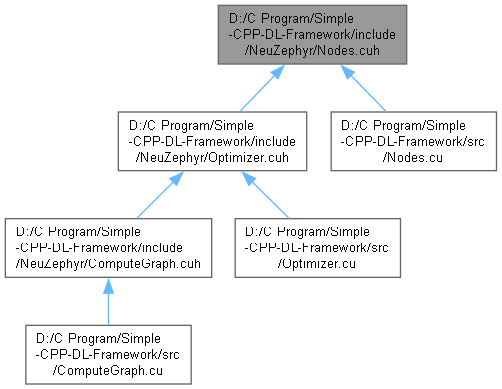 D:/C Program/Simple
-CPP-DL-Framework/include
/NeuZephyr/Nodes.cuh
D:/C Program/Simple
-CPP-DL-Framework/include
/NeuZephyr/Optimizer.cuh
D:/C Program/Simple
-CPP-DL-Framework/src
/Nodes.cu
D:/C Program/Simple
-CPP-DL-Framework/include
/NeuZephyr/ComputeGraph.cuh
D:/C Program/Simple
-CPP-DL-Framework/src
/Optimizer.cu
D:/C Program/Simple
-CPP-DL-Framework/src
/ComputeGraph.cu